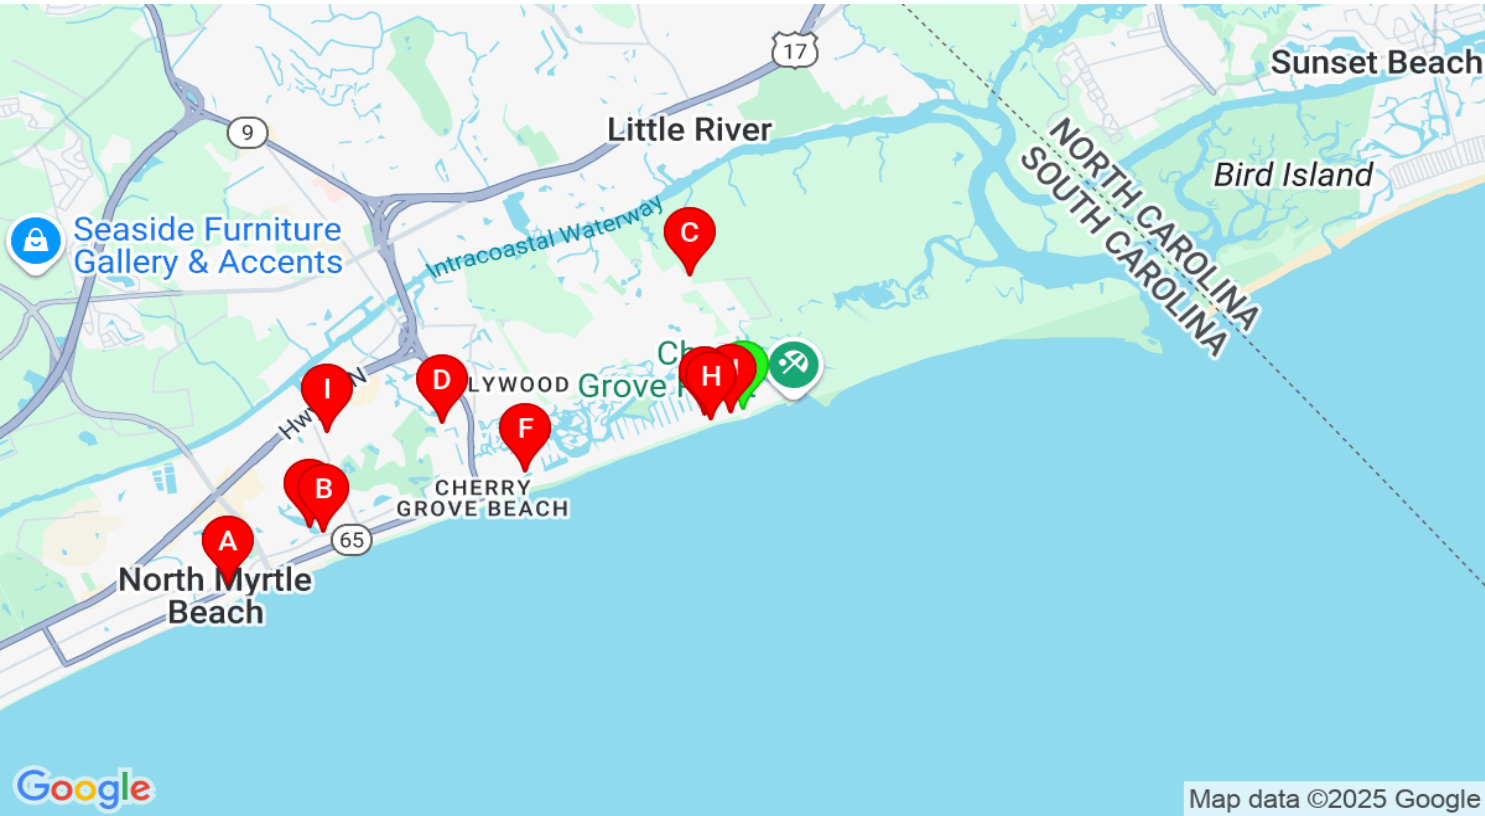 17
Sunset Beach
9
Little River
NORTH CAROLINA
SOUTH CAROLINA
Bird Island
Seaside Furniture
Gallery & Accents
Intracoastal Waterway
C
I
D
H
Grove
F
B
CHERRY
GROVE BEACH
65
A
North Myrtle
Beach
Google
Map data ©2025 Google